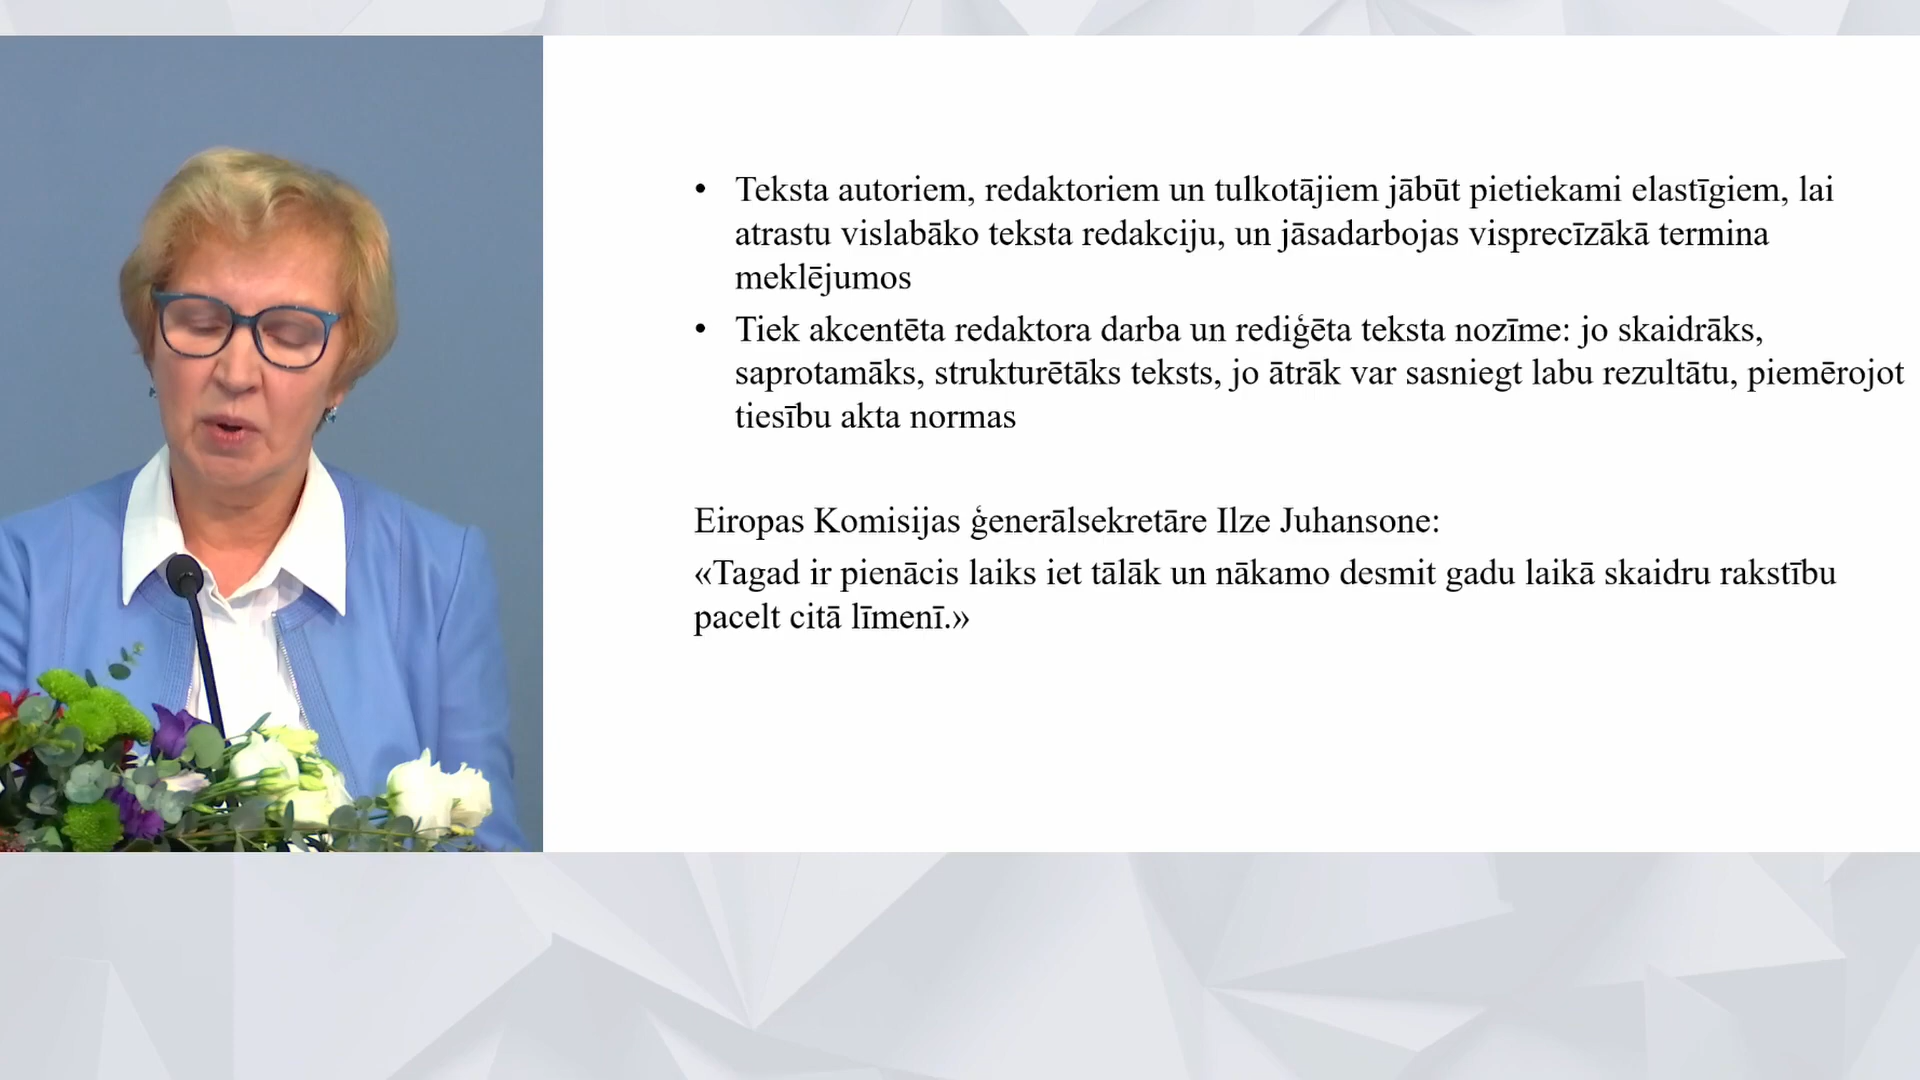 • Teksta autoriem, redaktoriem un tulkotājiem jābūt pietiekami elastīgiem, lai
atrastu vislabāko teksta redakciju, un jāsadarbojas visprecīzākā termina
meklējumos
• Tiek akcentēta redaktora darba un rediģēta teksta nozīme: jo skaidrāks,
saprotamāks, strukturētāks teksts, jo ātrāk var sasniegt labu rezultātu, piemērojot
tiesību akta normas
Eiropas Komisijas ģenerālsekretāre Ilze Juhansone:
«Tagad ir pienācis laiks iet tālāk un nākamo desmit gadu laikā skaidru rakstību
pacelt citā līmenī.»